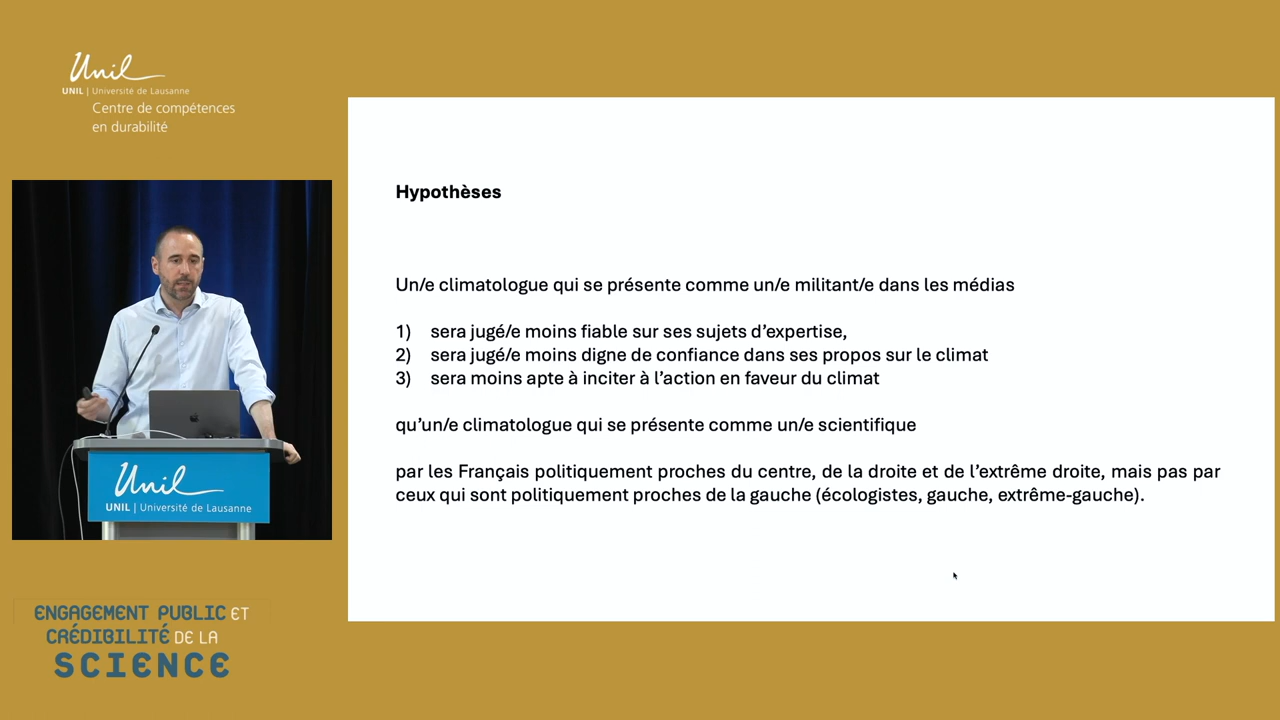 Unil
UNIL | Université de Lausanne
Centre de compétences
en durabilité
Hypothèses
Un/e climatologue qui se présente comme un/e militant/e dans les médias
1) sera jugé/e moins fiable sur ses sujets d’expertise,
2) sera jugé/e moins digne de confiance dans ses propos sur le climat
3) sera moins apte à inciter à l’action en faveur du climat
qu’un/e climatologue qui se présente comme un/e scientifique
par les Français politiquement proches du centre, de la droite et de l’extrême droite, mais pas par
ceux qui sont politiquement proches de la gauche (écologistes, gauche, extrême-gauche).
Unil
UNIL | Université de Lausanne
ENGAGEMENT PUBLIC ET
CRÉDIBILITÉ DE LA
SCIENCE